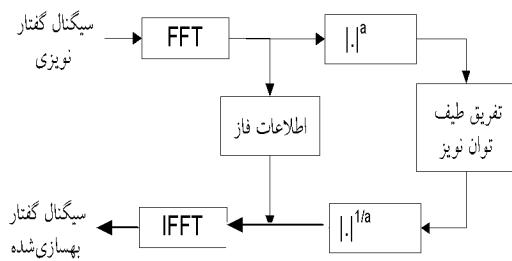 سیگنال گفتار
نویزی
FFT
|.|a
اطلاعات فاز
تفریق طیف
توان نویز
سیگنال گفتار
بهسازی‌شده
IFFT
|.|1/a